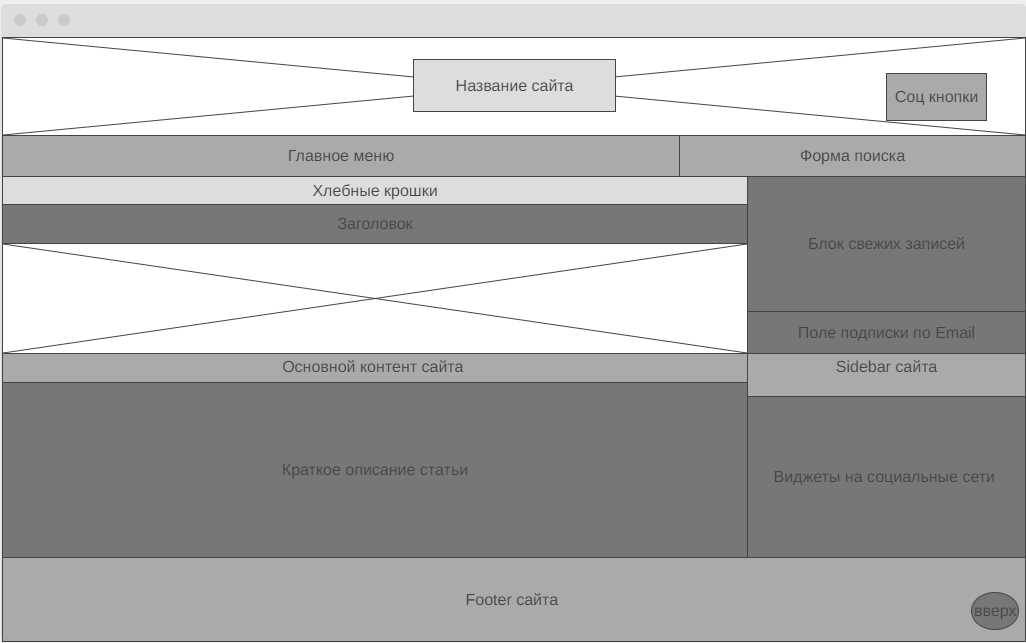 Название сайта
Соц кнопки
Главное меню
Форма поиска
Хлебные крошки
Заголовок
Блок свежих записей
Поле подписки по Email
Основной контент сайта
Sidebar сайта
Краткое описание статьи
Виджеты на социальные сети
Footer сайта
вверх